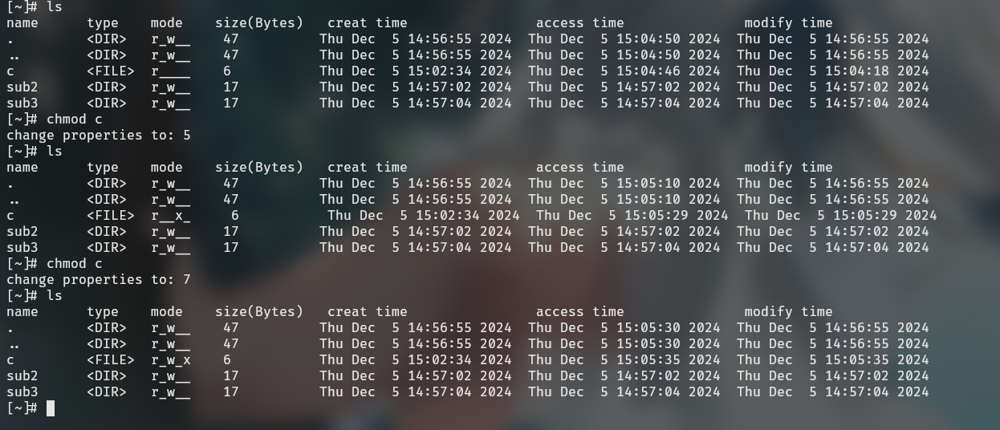 [~]# ls
name      type    mode    size(Bytes)   creat time                access time               modify time
.         <DIR>   r_w__    47          Thu Dec  5 14:56:55 2024  Thu Dec  5 15:04:50 2024  Thu Dec  5 14:56:55 2024
..        <DIR>   r_w__    47          Thu Dec  5 14:56:55 2024  Thu Dec  5 15:04:50 2024  Thu Dec  5 14:56:55 2024
c         <FILE>  r____    6           Thu Dec  5 15:02:34 2024  Thu Dec  5 15:04:46 2024  Thu Dec  5 15:04:18 2024
sub2      <DIR>   r_w__    17          Thu Dec  5 14:57:02 2024  Thu Dec  5 14:57:02 2024  Thu Dec  5 14:57:02 2024
sub3      <DIR>   r_w__    17          Thu Dec  5 14:57:04 2024  Thu Dec  5 14:57:04 2024  Thu Dec  5 14:57:04 2024
[~]# chmod c
change properties to: 5
[~]# ls
name      type    mode    size(Bytes)   creat time                access time               modify time
.         <DIR>   r_w__    47          Thu Dec  5 14:56:55 2024  Thu Dec  5 15:05:10 2024  Thu Dec  5 14:56:55 2024
..        <DIR>   r_w__    47          Thu Dec  5 14:56:55 2024  Thu Dec  5 15:05:10 2024  Thu Dec  5 14:56:55 2024
c         <FILE>  r__x_     6           Thu Dec  5 15:02:34 2024  Thu Dec  5 15:05:29 2024  Thu Dec  5 15:05:29 2024
sub2      <DIR>   r_w__    17          Thu Dec  5 14:57:02 2024  Thu Dec  5 14:57:02 2024  Thu Dec  5 14:57:02 2024
sub3      <DIR>   r_w__    17          Thu Dec  5 14:57:04 2024  Thu Dec  5 14:57:04 2024  Thu Dec  5 14:57:04 2024
[~]# chmod c
change properties to: 7
[~]# ls
name      type    mode    size(Bytes)   creat time                access time               modify time
.         <DIR>   r_w__    47          Thu Dec  5 14:56:55 2024  Thu Dec  5 15:05:30 2024  Thu Dec  5 14:56:55 2024
..        <DIR>   r_w__    47          Thu Dec  5 14:56:55 2024  Thu Dec  5 15:05:30 2024  Thu Dec  5 14:56:55 2024
c         <FILE>  r_w_x    6           Thu Dec  5 15:02:34 2024  Thu Dec  5 15:05:35 2024  Thu Dec  5 15:05:35 2024
sub2      <DIR>   r_w__    17          Thu Dec  5 14:57:02 2024  Thu Dec  5 14:57:02 2024  Thu Dec  5 14:57:02 2024
sub3      <DIR>   r_w__    17          Thu Dec  5 14:57:04 2024  Thu Dec  5 14:57:04 2024  Thu Dec  5 14:57:04 2024
[~]#